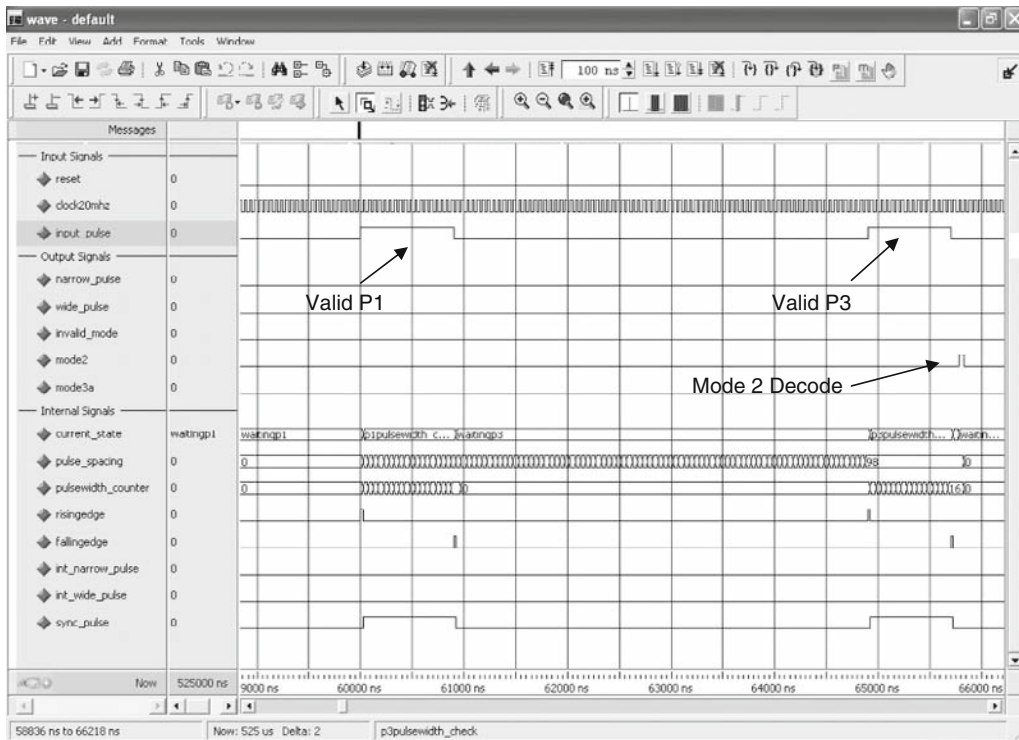 wave - default
File Edit View Add Format Tools Window
100 ns
Messages
Input Signals
reset 0
clock20mhz 0
input_pulse 0
Output Signals
narrow_pulse 0
wide_pulse 0
invalid_mode 0
mode2 0
mode3a 0
Internal Signals
current_state waitingp1 waitingp1 p1pulsewidth_c... waitingp3 p3pulsewidth... waitin...
pulse_spacing 0 0 98 0
pulsewidth_counter 0 0 0 16 0
risingedge 0
fallingedge 0
int_narrow_pulse 0
int_wide_pulse 0
sync_pulse 0
Valid P1
Valid P3
Mode 2 Decode
Now 525000 ns 9000 ns 60000 ns 61000 ns 62000 ns 63000 ns 64000 ns 65000 ns 66000 ns
58836 ns to 66218 ns Now: 525 us Delta: 2 p3pulsewidth_check